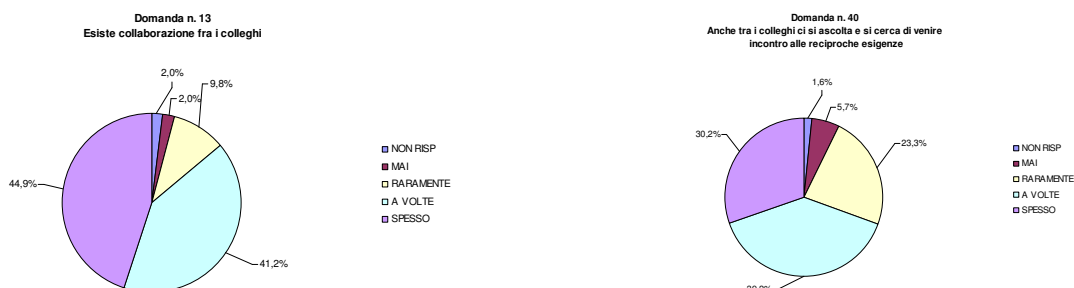 Domanda n. 13
Esiste collaborazione fra i colleghi
2,0%
2,0%
9,8%
44,9%
41,2%
NON RISP
MAI
RARAMENTE
A VOLTE
SPESSO
Domanda n. 40
Anche tra i colleghi ci si ascolta e si cerca di venire
incontro alle reciproche esigenze
1,6%
5,7%
30,2%
23,3%
NON RISP
MAI
RARAMENTE
A VOLTE
SPESSO